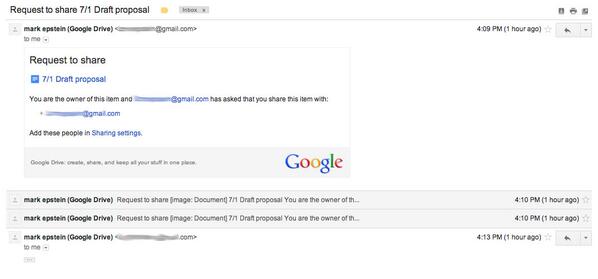 Request to share 7/1 Draft proposal Inbox x
mark epstein (Google Drive) < @gmail.com> 4:09 PM (1 hour ago)
to me
Request to share
7/1 Draft proposal
You are the owner of this item and @gmail.com has asked that you share this item with:
• @gmail.com
Add these people in Sharing settings.
Google Drive: create, share, and keep all your stuff in one place. Google
mark epstein (Google Drive) Request to share [image: Document] 7/1 Draft proposal You are the owner of th... 4:10 PM (1 hour ago)
mark epstein (Google Drive) Request to share [image: Document] 7/1 Draft proposal You are the owner of th... 4:10 PM (1 hour ago)
mark epstein (Google Drive) < .com> 4:13 PM (1 hour ago)
to me